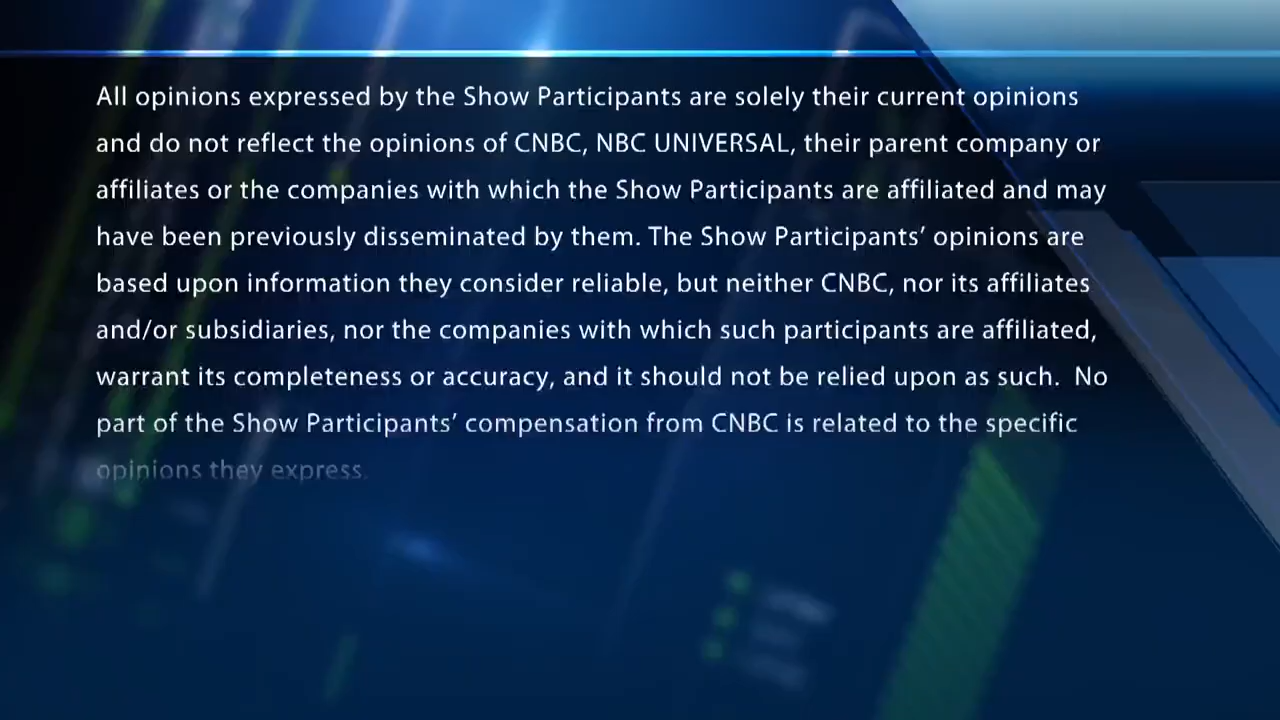 All opinions expressed by the Show Participants are solely their current opinions
and do not reflect the opinions of CNBC, NBC UNIVERSAL, their parent company or
affiliates or the companies with which the Show Participants are affiliated and may
have been previously disseminated by them. The Show Participants’ opinions are
based upon information they consider reliable, but neither CNBC, nor its affiliates
and/or subsidiaries, nor the companies with which such participants are affiliated,
warrant its completeness or accuracy, and it should not be relied upon as such.  No
part of the Show Participants’ compensation from CNBC is related to the specific
opinions they express.